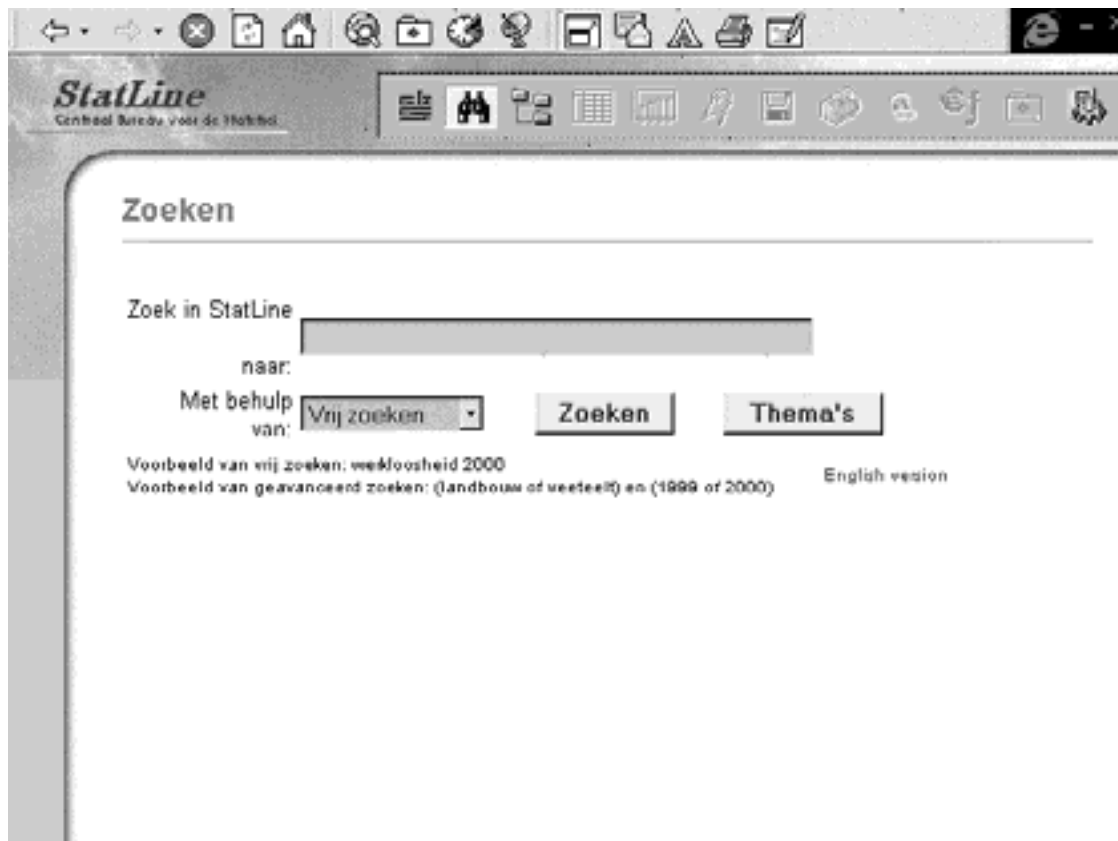 StatLine
Centraal Bureau voor de Statistiek
Zoeken
Zoek in StatLine
naar:
Met behulp
van:
Vrij zoeken
Zoeken
Thema's
Voorbeeld van vrij zoeken: werkloosheid 2000
Voorbeeld van geavanceerd zoeken: (landbouw of veeteelt) en (1999 of 2000)
English version